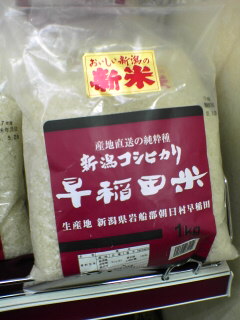 おいしい新潟の
新米
産地直送の純粋種
新潟コシヒカリ
早稲田米
生産地 新潟県岩船郡朝日村早稲田
1kg